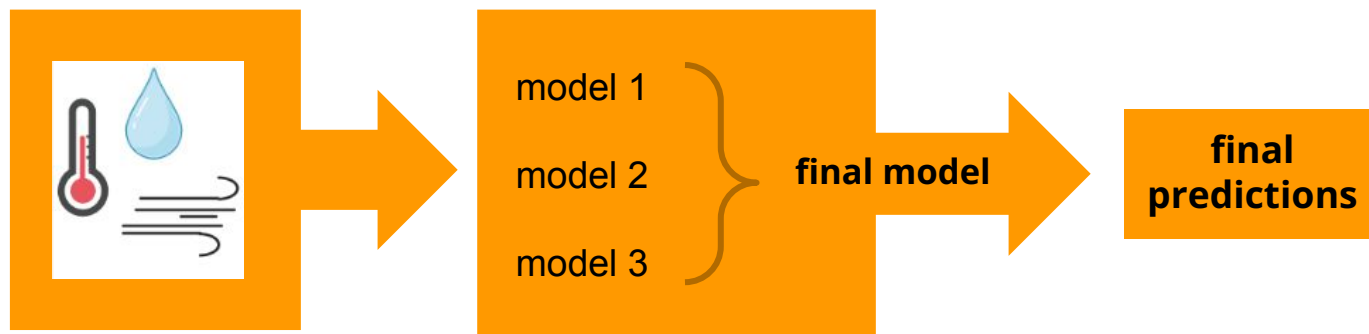 model 1
model 2
model 3
final model
final
predictions